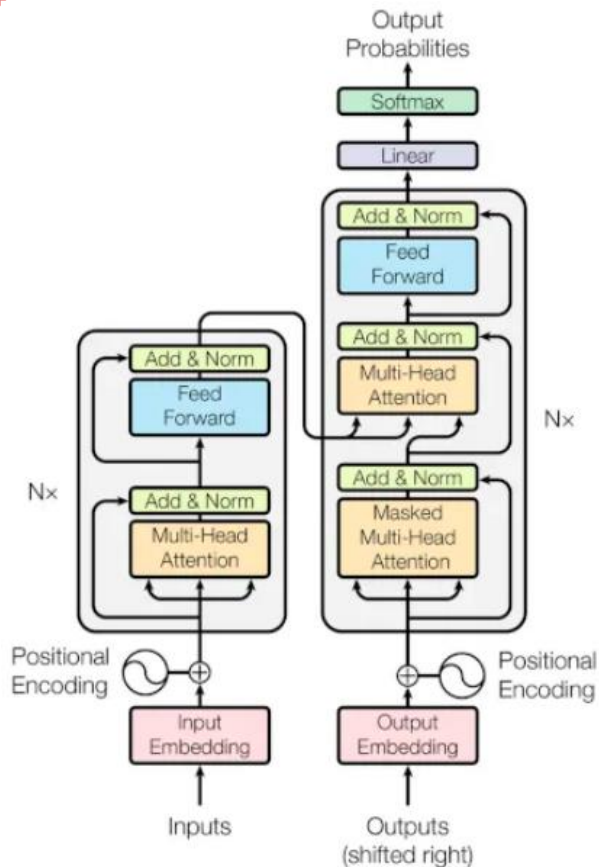 Output
Probabilities
Softmax
Linear
Add & Norm
Feed
Forward
Add & Norm
Multi-Head
Attention
Nx
Add & Norm
Masked
Multi-Head
Attention
Add & Norm
Feed
Forward
Nx
Add & Norm
Multi-Head
Attention
Positional
Encoding
Positional
Encoding
Input
Embedding
Output
Embedding
Inputs
Outputs
(shifted right)